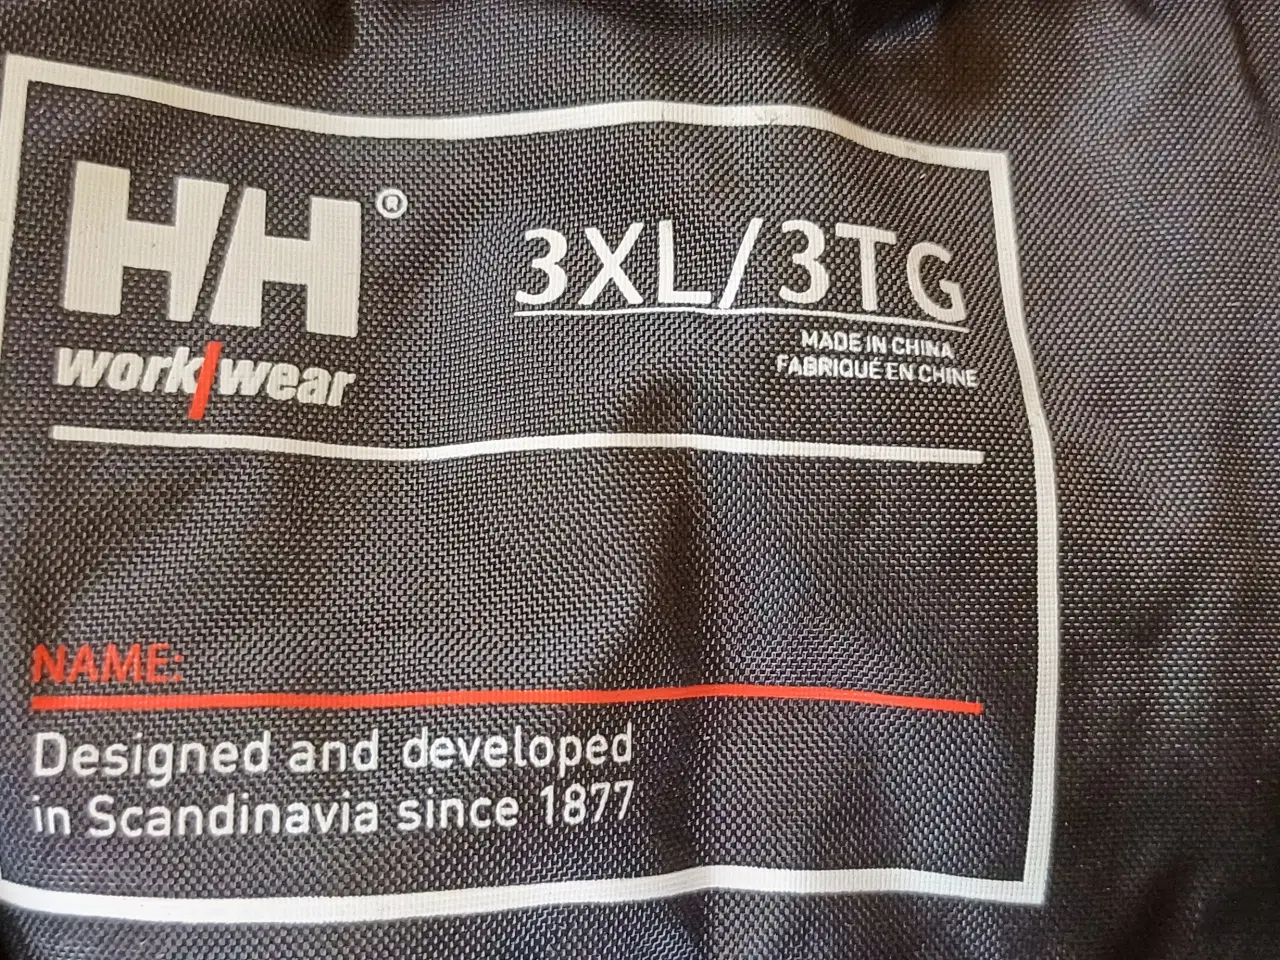 HH®
work/wear
3XL/3TG
MADE IN CHINA
FABRIQUÉ EN CHINE
NAME:
Designed and developed
in Scandinavia since 1877